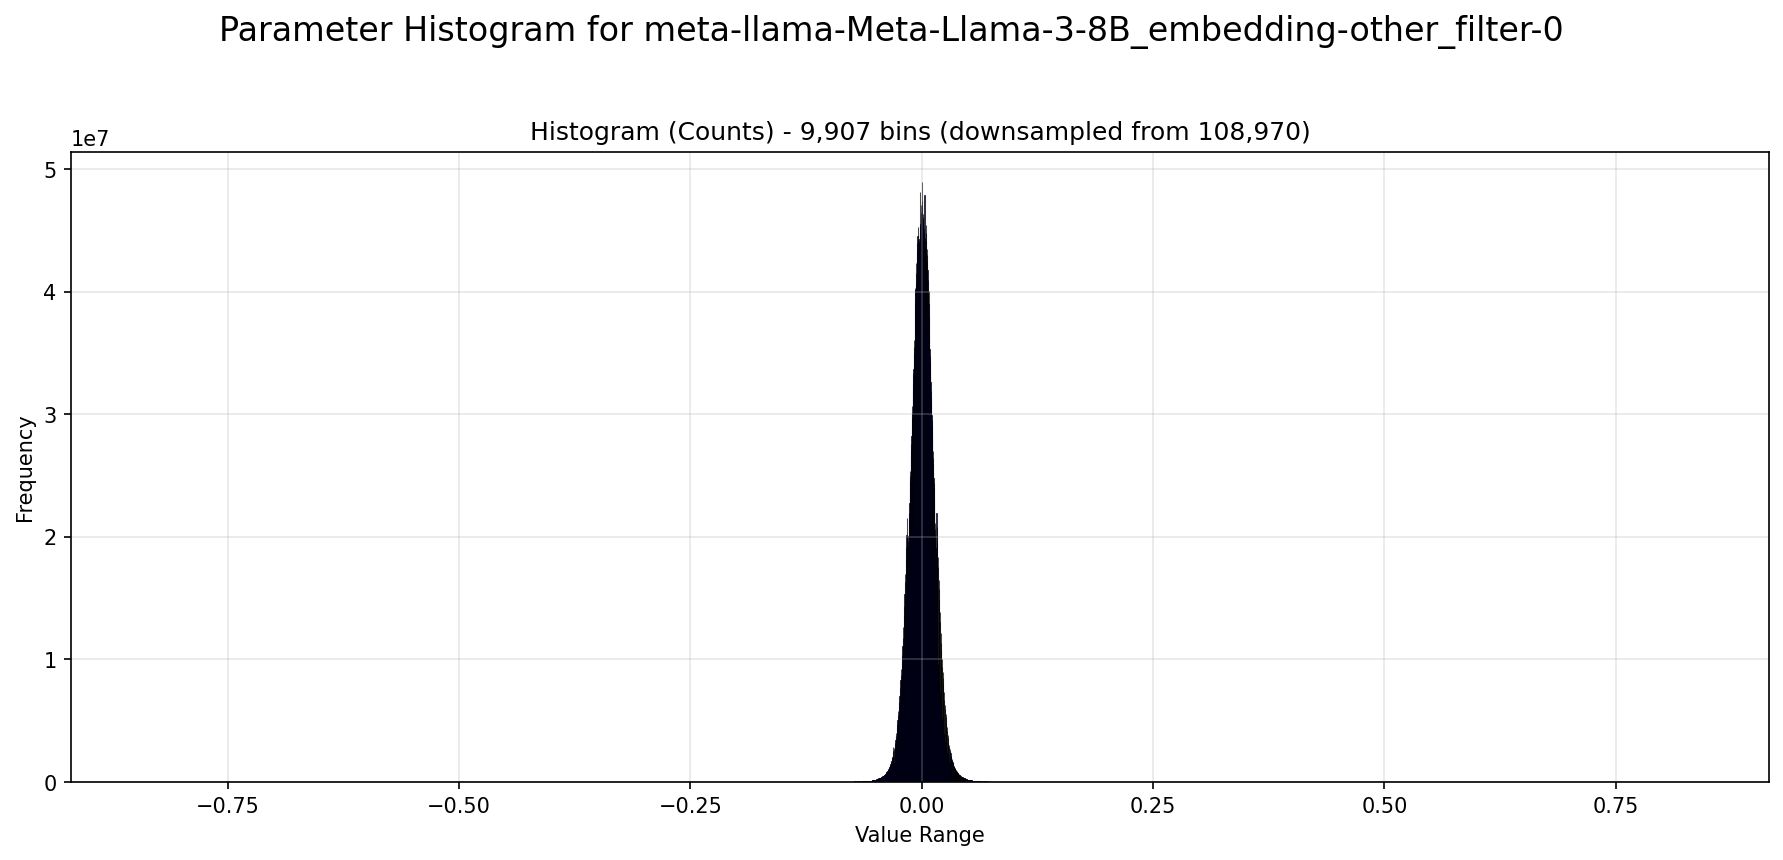 Parameter Histogram for meta-llama-Meta-Llama-3-8B_embedding-other_filter-0
Histogram (Counts) - 9,907 bins (downsampled from 108,970)
1e7
5
4
3
2
1
0
Frequency
−0.75 −0.50 −0.25 0.00 0.25 0.50 0.75
Value Range